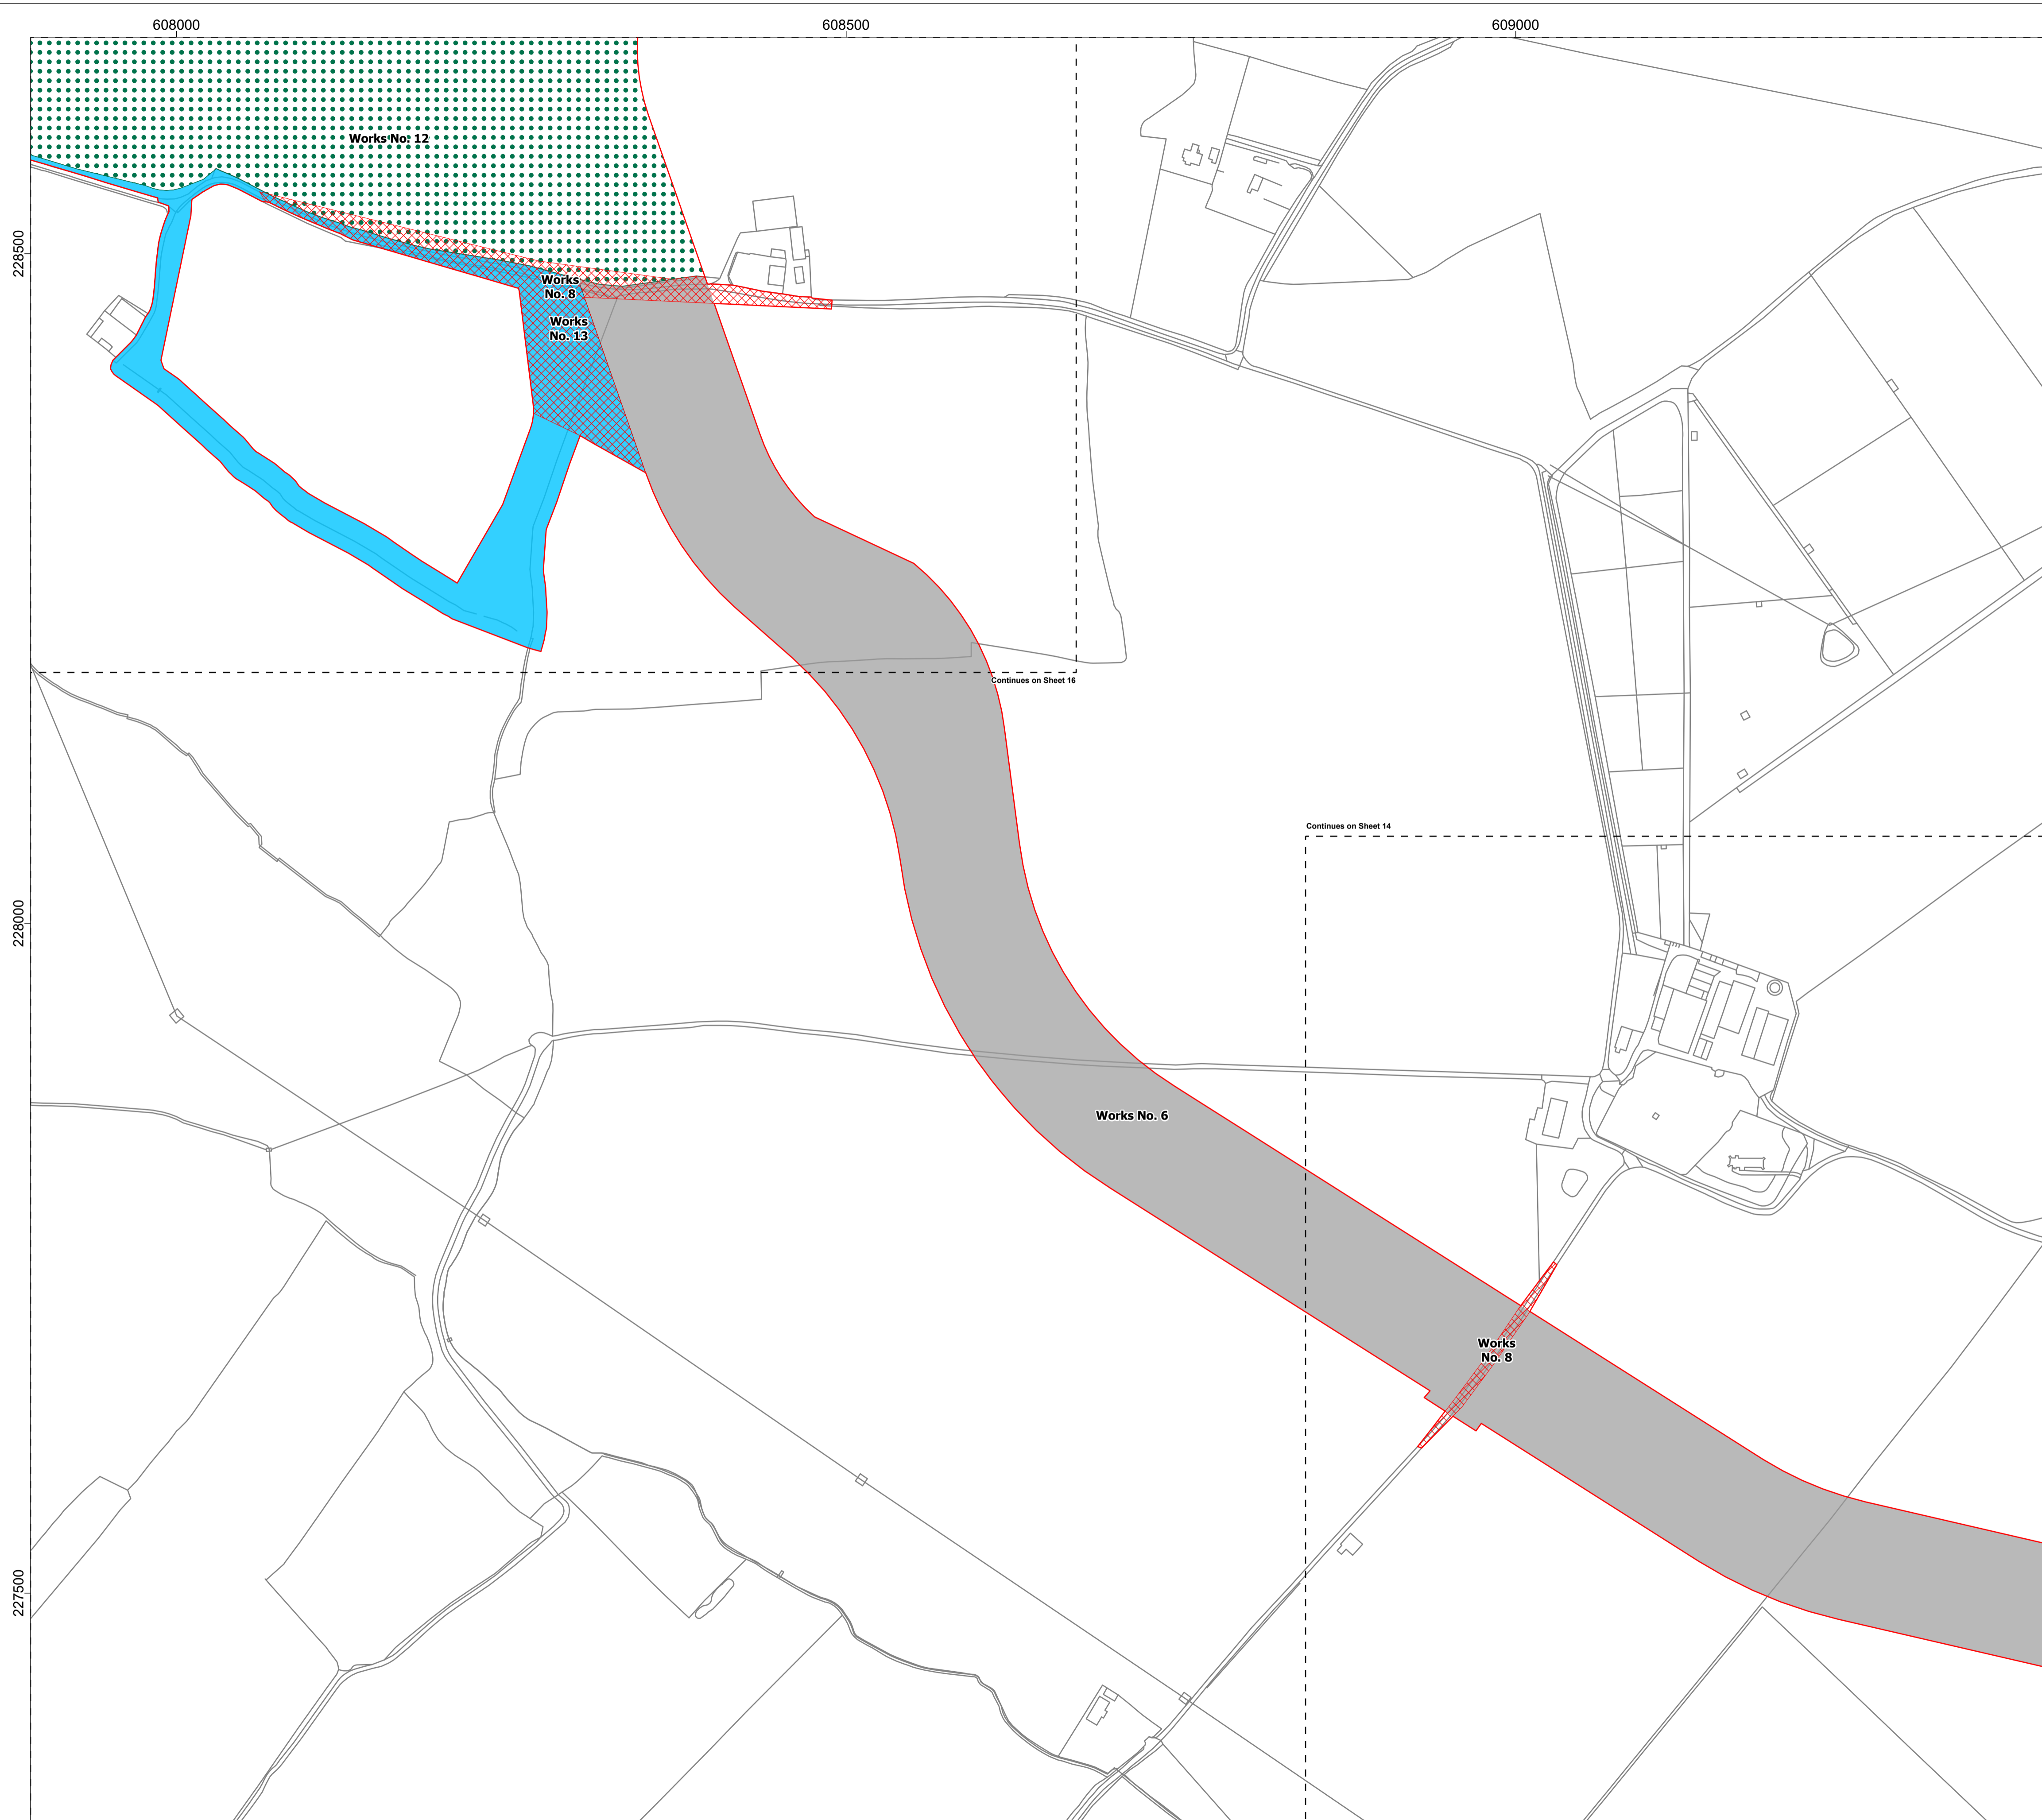 608000
608500
609000
Works No. 12
228500
Works
No. 8
Works
No. 13
Continues on Sheet 16
Continues on Sheet 14
228000
Works No. 6
Works
No. 8
227500